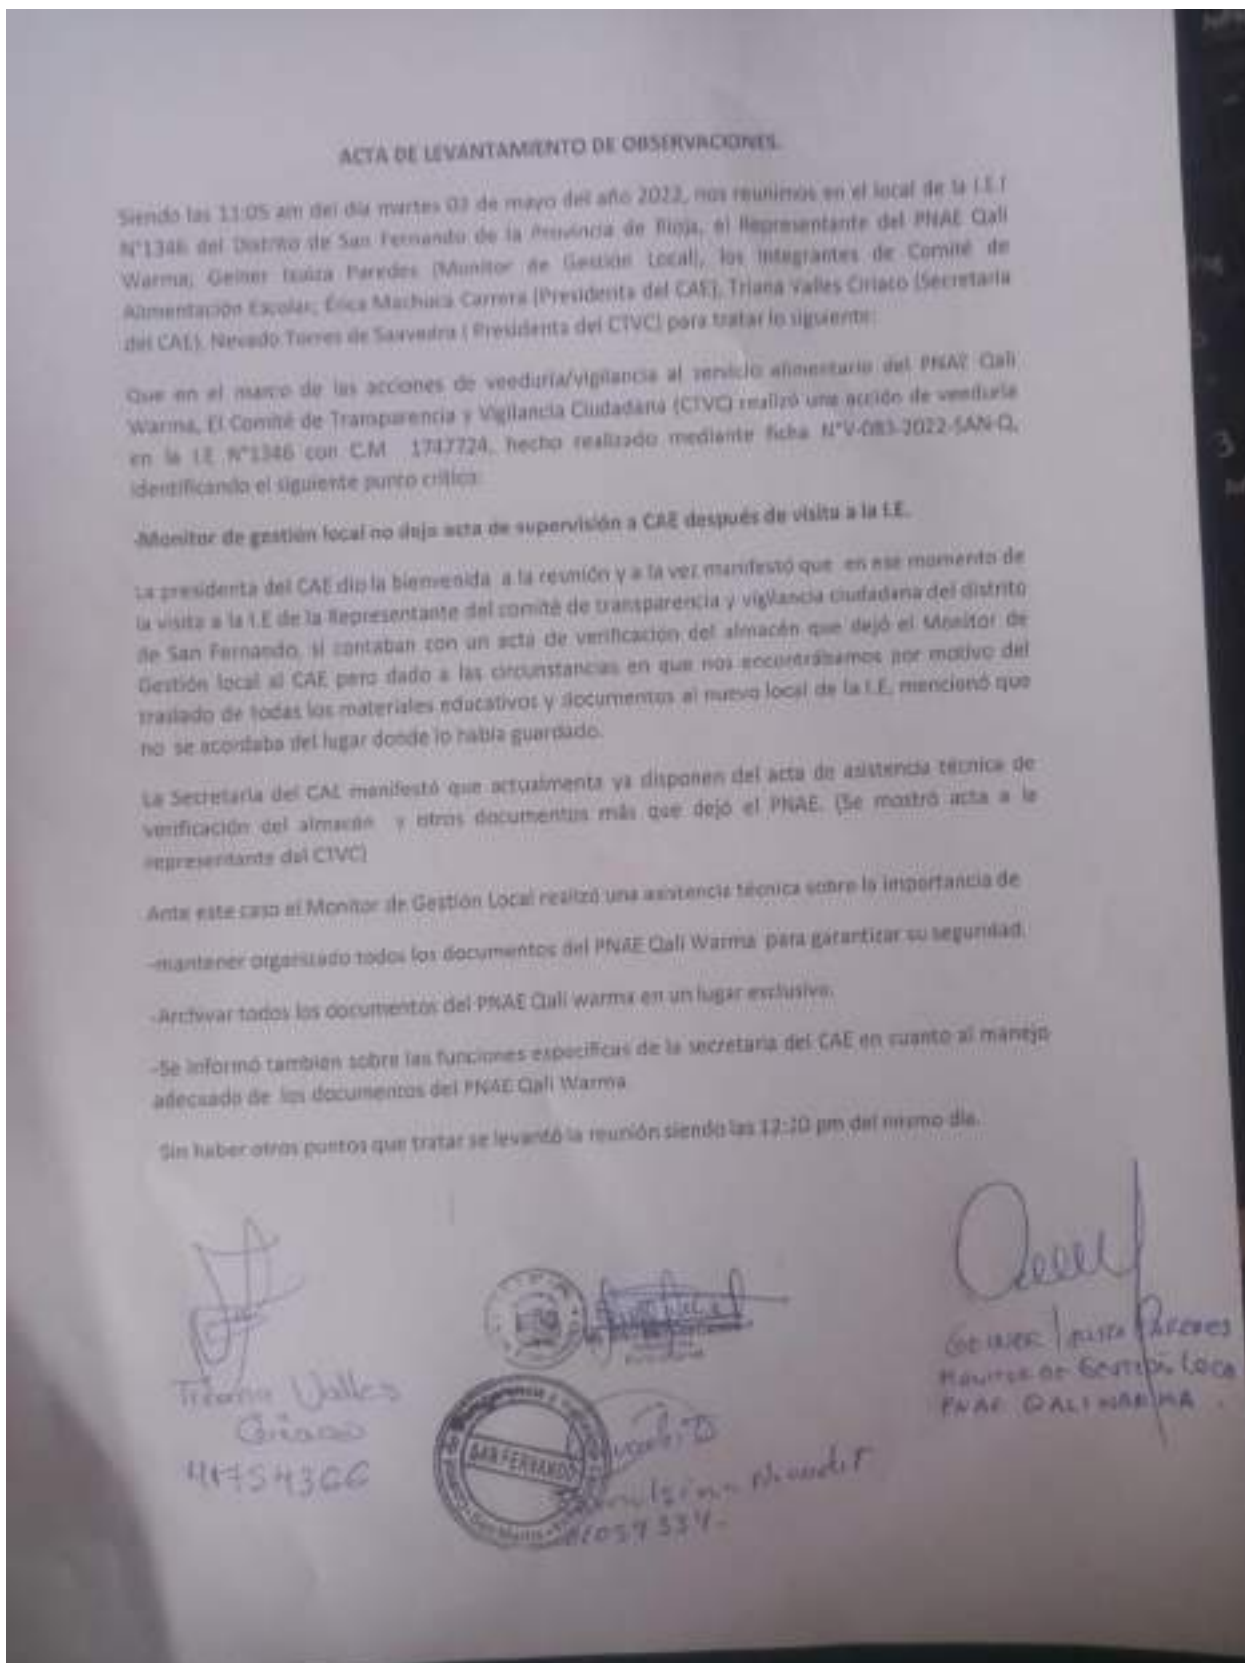 ACTA DE LEVANTAMIENTO DE OBSERVACIONES.
Siendo las 11:05 am del día martes 03 de mayo del año 2022, nos reunimos en el local de la I.E.I
N°1346 del Distrito de San Fernando de la Provincia de Rioja, el Representante del PNAE Qali
Warma; Geiner Isuiza Paredes (Monitor de Gestión Local), los integrantes de Comité de
Alimentación Escolar; Érica Machuca Carrera (Presidenta del CAE), Triana Valles Ciriaco (Secretaria
del CAE), Nevado Torres de Saavedra ( Presidenta del CTVC) para tratar lo siguiente:
Que en el marco de las acciones de veeduría/vigilancia al servicio alimentario del PNAE Qali
Warma, El Comité de Transparencia y Vigilancia Ciudadana (CTVC) realizó una acción de veeduría
en la I.E N°1346 con C.M 1747724, hecho realizado mediante ficha N°V-083-2022-SAN-Q,
identificando el siguiente punto crítico:
-Monitor de gestión local no deja acta de supervisión a CAE después de visita a la I.E.
La presidenta del CAE dio la bienvenida a la reunión y a la vez manifestó que en ese momento de
la visita a la I.E de la Representante del comité de transparencia y vigilancia ciudadana del distrito
de San Fernando, si contaban con un acta de verificación del almacén que dejó el Monitor de
Gestión local al CAE pero dado a las circunstancias en que nos encontrábamos por motivo del
traslado de todas los materiales educativos y documentos al nuevo local de la I.E, mencionó que
no se acordaba del lugar donde lo había guardado.
La Secretaria del CAE manifestó que actualmenta ya disponen del acta de asistencia técnica de
verificación del almacén y otros documentos más que dejó el PNAE. (Se mostró acta a la
representante del CTVC)
Ante este caso el Monitor de Gestión Local realizó una asistencia técnica sobre la importancia de
-mantener organizado todos los documentos del PNAE Qali Warma para garantizar su seguridad.
-Archivar todos los documentos del PNAE Qali warma en un lugar exclusivo.
-Se informó tambien sobre las funciones específicas de la secretaria del CAE en cuanto al manejo
adecuado de los documentos del PNAE Qali Warma
Sin haber otros puntos que tratar se levantó la reunión siendo las 12:20 pm del mismo día.
Triana Valles
Ciriaco
41754366
SAN FERNANDO
GEINER Isuiza PAREDES
MONITOR DE GESTIÓN LOCAL
PNAE QALI WARMA